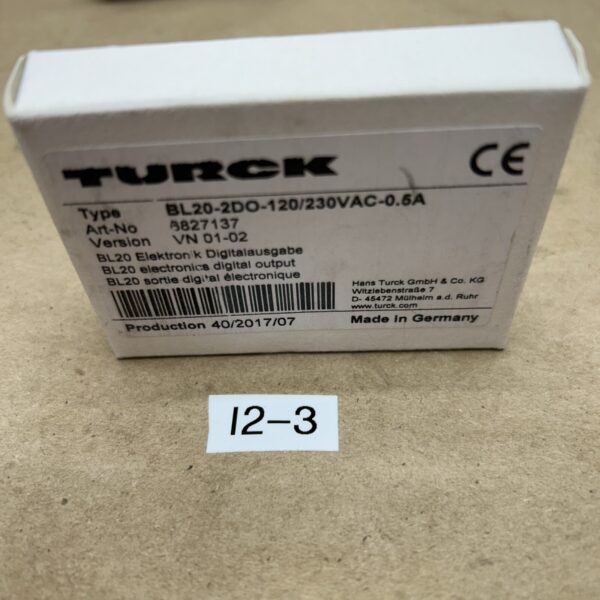 TURCK
CE
Type BL20-2DO-120/230VAC-0.5A
Art-No 6827137
Version VN 01-02
BL20 Elektronik Digitalausgabe
BL20 electronics digital output
BL20 sortie digital électronique
Hans Turck GmbH & Co. KG
Witzlebenstraße 7
D- 45472 Mülheim a.d. Ruhr
www.turck.com
Production 40/2017/07
Made in Germany
I2-3